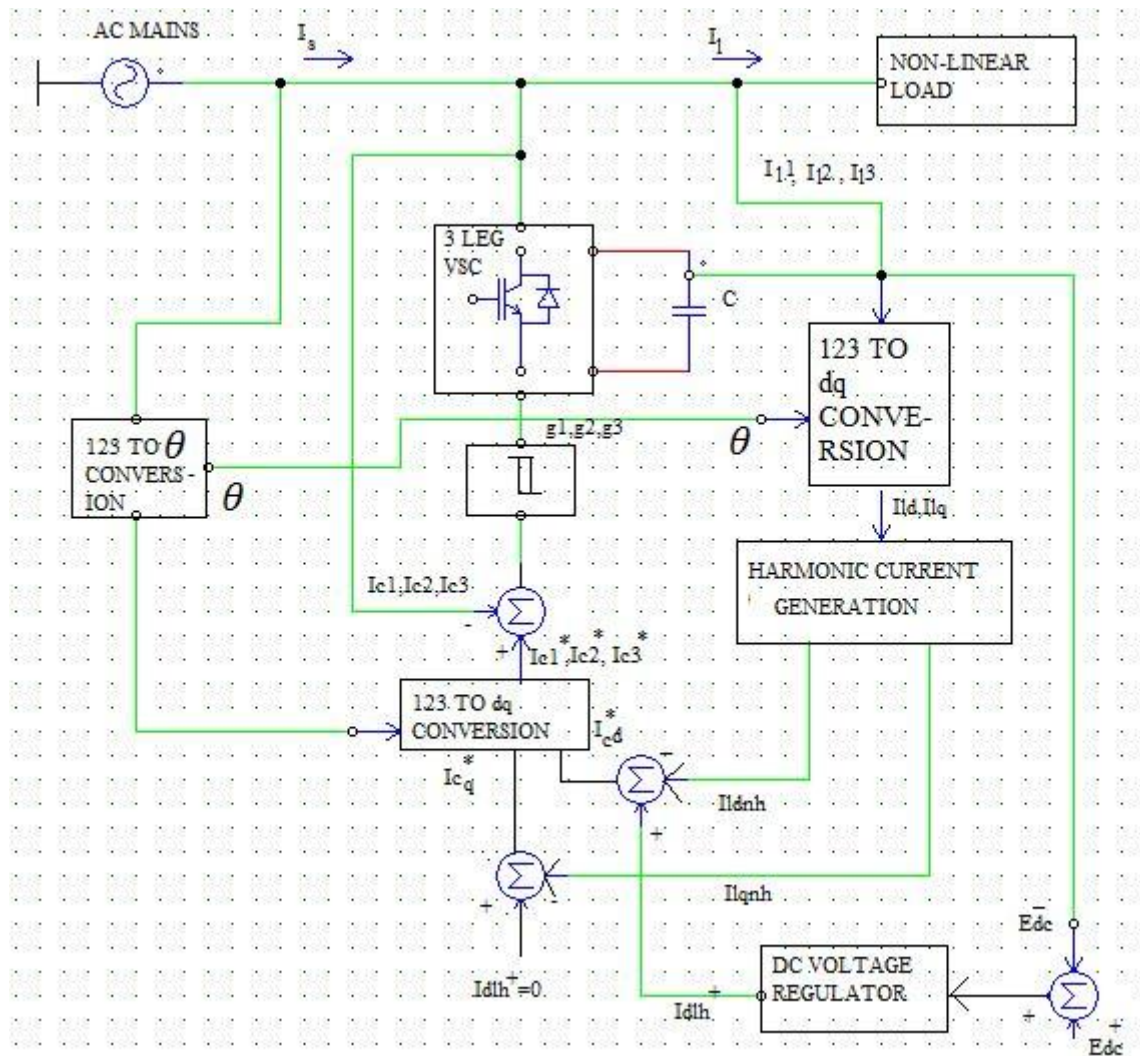 AC MAINS
Is
Il
NON-LINEAR
LOAD
Il1, Il2, Il3
3 LEG
VSC
C
123 TO
dq
CONVE-
RSION
g1,g2,g3
θ
123 TO θ
CONVERS-
ION
θ
Ild,Ilq
HARMONIC CURRENT
GENERATION
Ic1,Ic2,Ic3
Σ
-
+
Ic1*,Ic2*, Ic3*
123 TO dq
CONVERSION
Icd*
Icq*
-
Σ
Ildnh
+
Σ
Ilqnh
+
-
Edc-
DC VOLTAGE
REGULATOR
Idlh+=0
Idlh+
Σ
+
Edc+